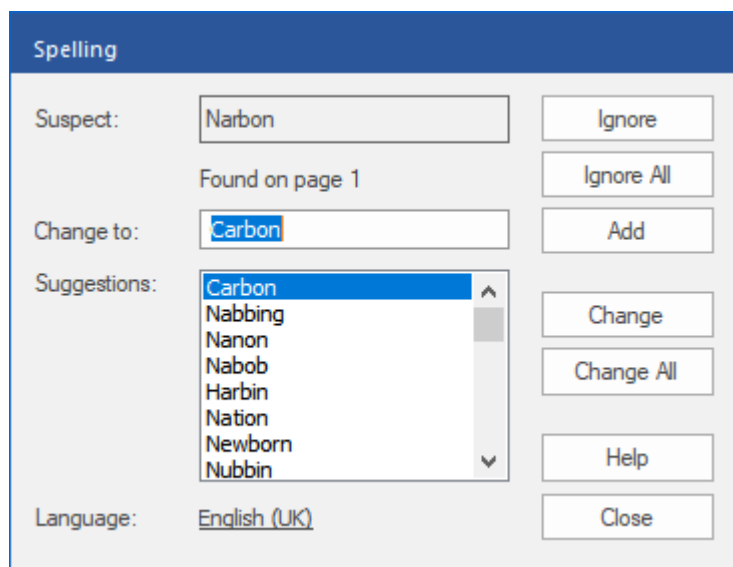 Spelling
Suspect: Narbon Ignore
Found on page 1 Ignore All
Change to: Carbon Add
Suggestions: Carbon
Nabbing
Nanon
Nabob
Harbin
Nation
Newborn
Nubbin
Change
Change All
Help
Language: English (UK) Close